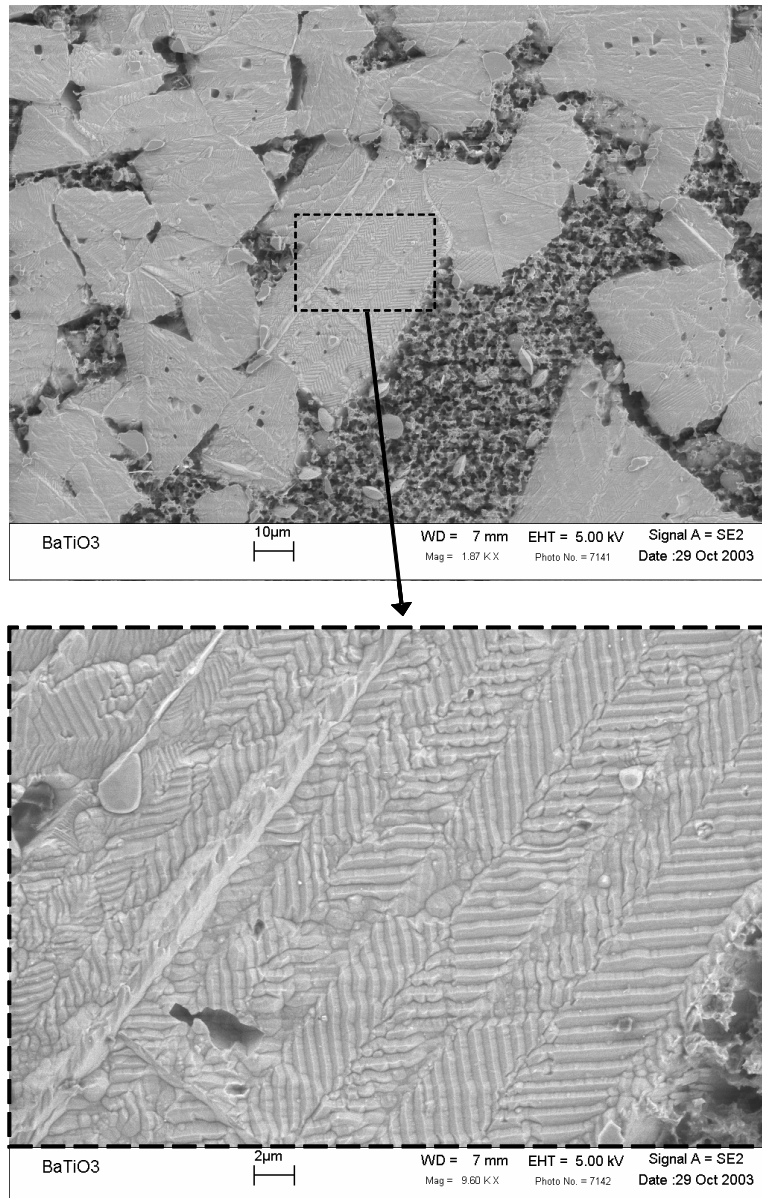 BaTiO3 10µm WD = 7 mm EHT = 5.00 kV Signal A = SE2
Mag = 1.87 K X Photo No. = 7141 Date :29 Oct 2003
BaTiO3 2µm WD = 7 mm EHT = 5.00 kV Signal A = SE2
Mag = 9.60 K X Photo No. = 7142 Date :29 Oct 2003